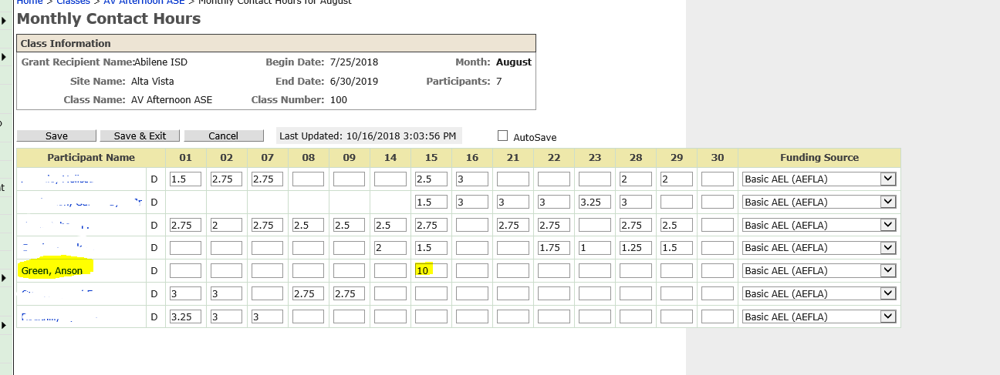 Home > Classes > AV Afternoon ASE > Monthly Contact Hours for August
Monthly Contact Hours
Class Information
Grant Recipient Name: Abilene ISD Begin Date: 7/25/2018 Month: August
Site Name: Alta Vista End Date: 6/30/2019 Participants: 7
Class Name: AV Afternoon ASE Class Number: 100
Save Save & Exit Cancel Last Updated: 10/16/2018 3:03:56 PM AutoSave
Participant Name 01 02 07 08 09 14 15 16 21 22 23 28 29 30 Funding Source
D 1.5 2.75 2.75 2.5 3 2 2 Basic AEL (AEFLA)
D 1.5 3 3 3 3.25 3 Basic AEL (AEFLA)
D 2.75 2 2.75 2.5 2.5 2.5 2.75 2.75 2.75 2.75 2.5 Basic AEL (AEFLA)
D 2 1.5 1.75 1 1.25 1.5 Basic AEL (AEFLA)
Green, Anson D 10 Basic AEL (AEFLA)
D 3 3 2.75 2.75 Basic AEL (AEFLA)
D 3.25 3 3 Basic AEL (AEFLA)